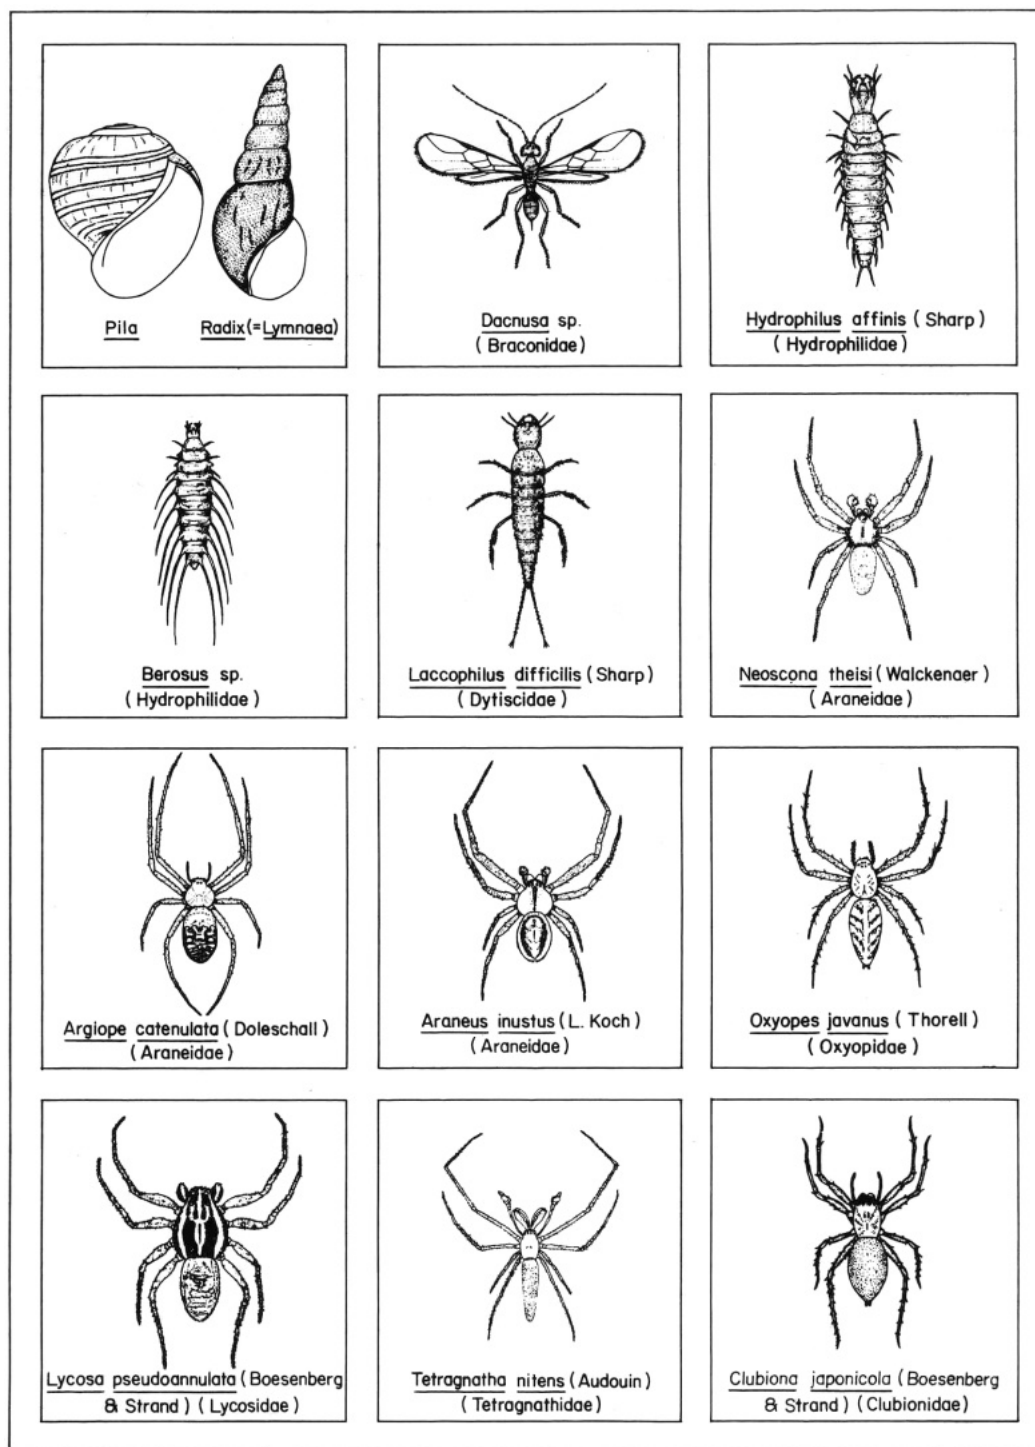 Pila
Radix(=Lymnaea)
Dacnusa sp.
(Braconidae)
Hydrophilus affinis (Sharp)
(Hydrophilidae)
Berosus sp.
(Hydrophilidae)
Laccophilus difficilis (Sharp)
(Dytiscidae)
Neoscona theisi (Walckenaer)
(Araneidae)
Argiope catenulata (Doleschall)
(Araneidae)
Araneus inustus (L. Koch)
(Araneidae)
Oxyopes javanus (Thorell)
(Oxyopidae)
Lycosa pseudoannulata (Boesenberg
& Strand) (Lycosidae)
Tetragnatha nitens (Audouin)
(Tetragnathidae)
Clubiona japonicola (Boesenberg
& Strand) (Clubionidae)